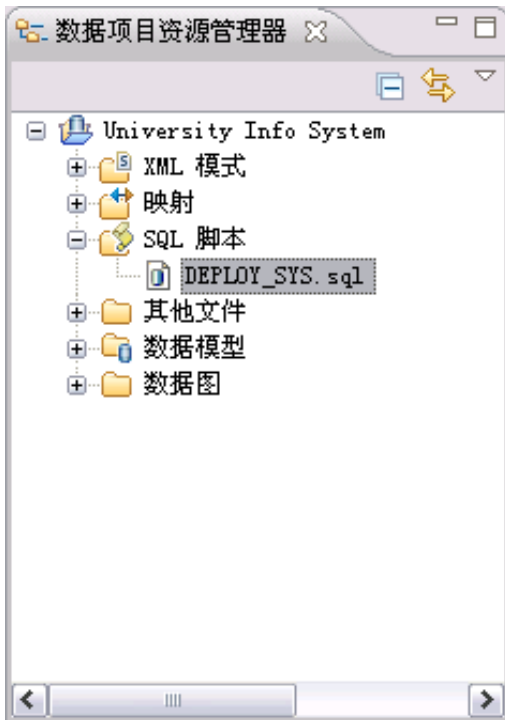 数据项目资源管理器
University Info System
XML 模式
映射
SQL 脚本
DEPLOY_SYS.sql
其他文件
数据模型
数据图